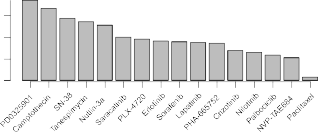 PD0325901
Camptothecin
SN-38
Tanespimycin
Nutlin-3a
Saracatinib
PLX-4720
Erlotinib
Sorafenib
Lapatinib
PHA-665752
Crizotinib
Nilotinib
Palbociclib
NVP-TAE684
Paclitaxel